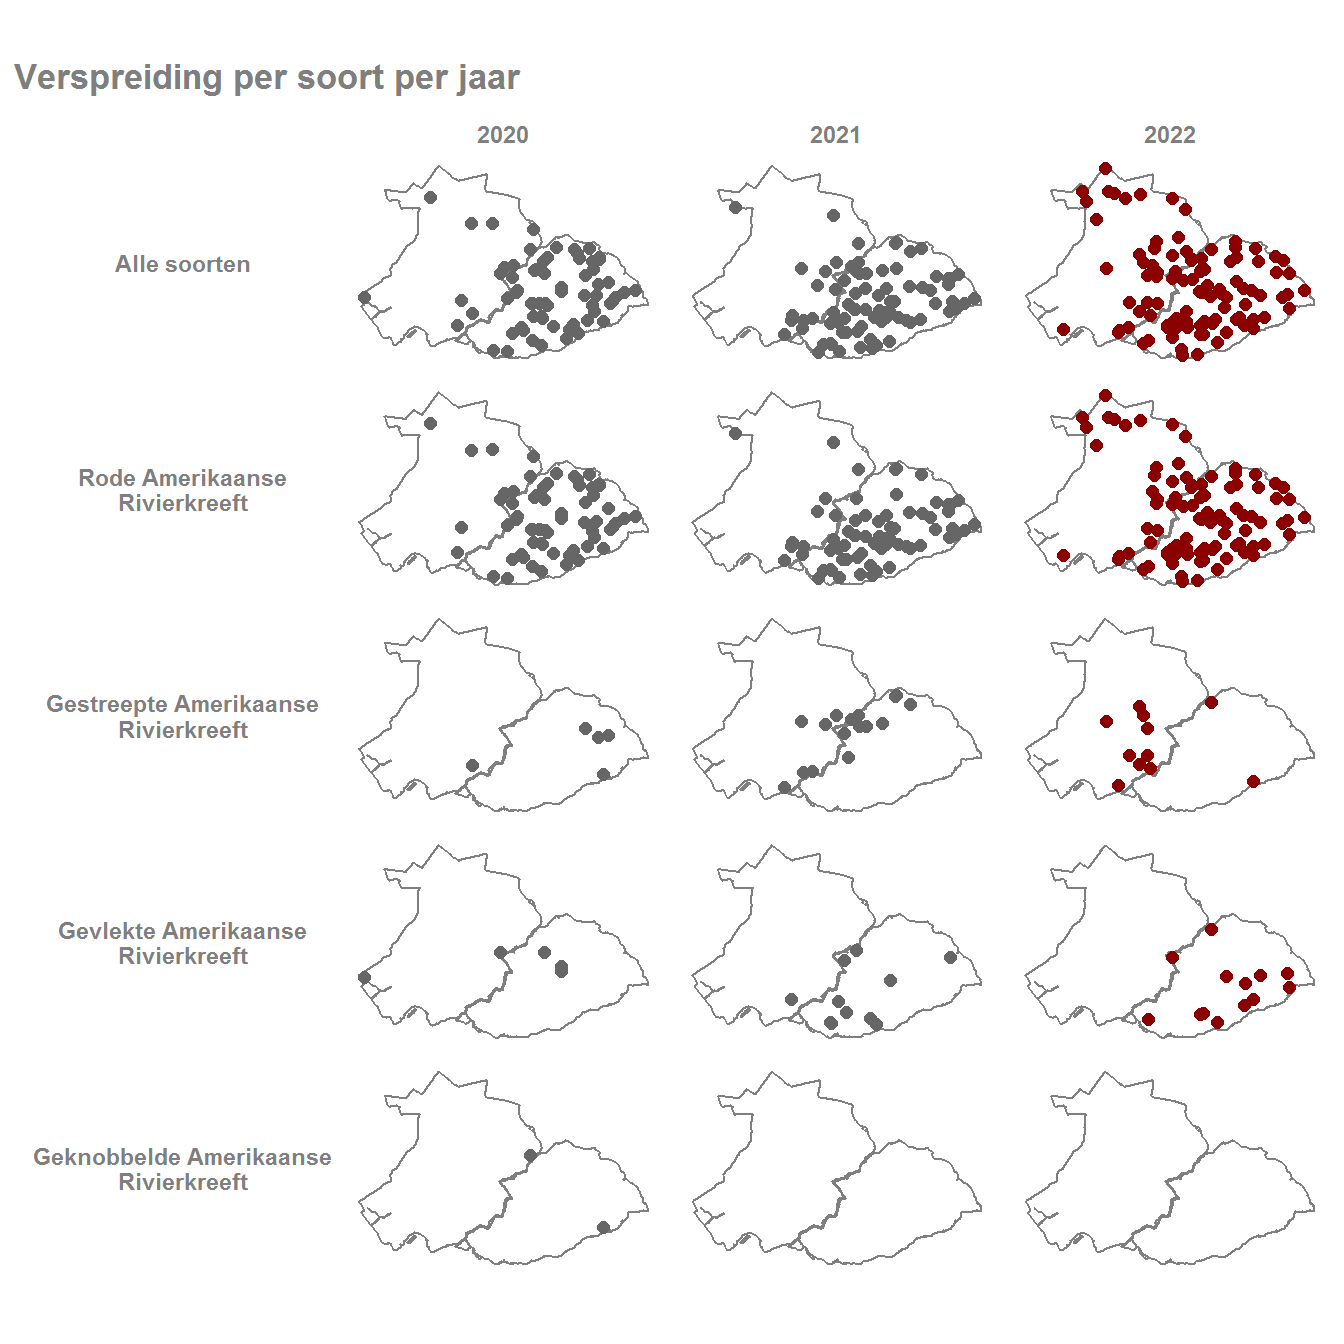 Verspreiding per soort per jaar
2020
2021
2022
Alle soorten
Rode Amerikaanse
Rivierkreeft
Gestreepte Amerikaanse
Rivierkreeft
Gevlekte Amerikaanse
Rivierkreeft
Geknobbelde Amerikaanse
Rivierkreeft